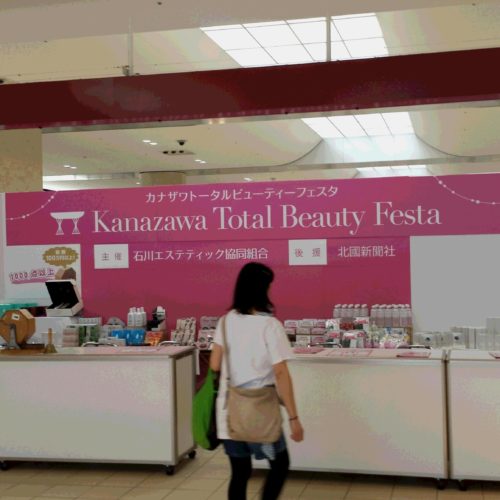 カナザワトータルビューティーフェスタ
Kanazawa Total Beauty Festa
主催 石川エステティック協同組合 後援 北國新聞社